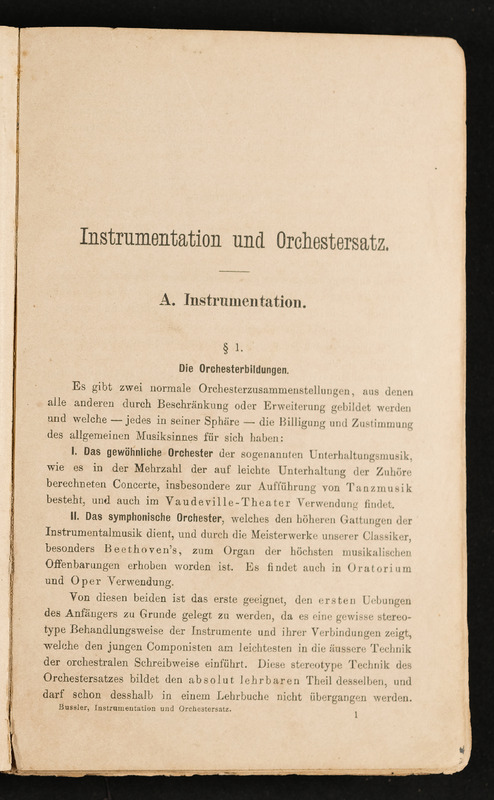 Instrumentation und Orchestersatz.
A. Instrumentation.
§ 1.
Die Orchesterbildungen.
Es gibt zwei normale Orchesterzusammenstellungen, aus denen
alle anderen durch Beschränkung oder Erweiterung gebildet werden
und welche — jedes in seiner Sphäre — die Billigung und Zustimmung
des allgemeinen Musiksinnes für sich haben:
I. Das gewöhnliche Orchester der sogenannten Unterhaltungsmusik,
wie es in der Mehrzahl der auf leichte Unterhaltung der Zuhöre
berechneten Concerte, insbesondere zur Aufführung von Tanzmusik
besteht, und auch im Vaudeville-Theater Verwendung findet.
II. Das symphonische Orchester, welches den höheren Gattungen der
Instrumentalmusik dient, und durch die Meisterwerke unserer Classiker,
besonders Beethoven's, zum Organ der höchsten musikalischen
Offenbarungen erhoben worden ist. Es findet auch in Oratorium
und Oper Verwendung.
Von diesen beiden ist das erste geeignet, den ersten Uebungen
des Anfängers zu Grunde gelegt zu werden, da es eine gewisse stereo-
type Behandlungsweise der Instrumente und ihrer Verbindungen zeigt,
welche den jungen Componisten am leichtesten in die äussere Technik
der orchestralen Schreibweise einführt. Diese stereotype Technik des
Orchestersatzes bildet den absolut lehrbaren Theil desselben, und
darf schon desshalb in einem Lehrbuche nicht übergangen werden.
Bussler, Instrumentation und Orchestersatz.
1